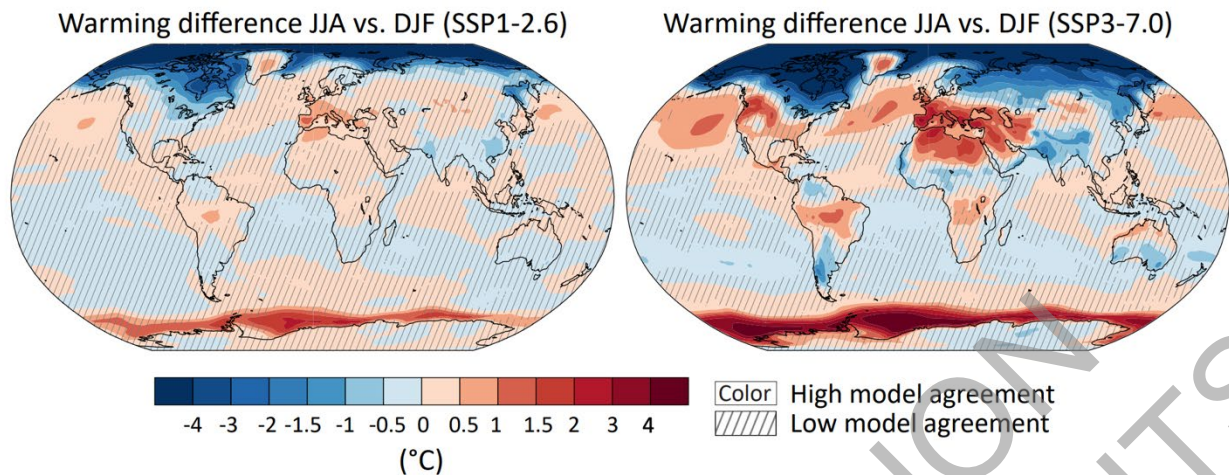 Warming difference JJA vs. DJF (SSP1-2.6)
Warming difference JJA vs. DJF (SSP3-7.0)
-4 -3 -2 -1.5 -1 -0.5 0 0.5 1 1.5 2 3 4
(°C)
Color High model agreement
Low model agreement